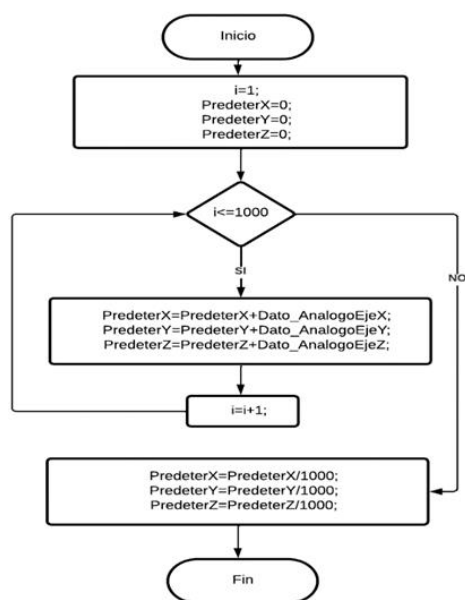 Inicio
i=1;
PredeterX=0;
PredeterY=0;
PredeterZ=0;
i<=1000
SI
NO
PredeterX=PredeterX+Dato_AnalogoEjeX;
PredeterY=PredeterY+Dato_AnalogoEjeY;
PredeterZ=PredeterZ+Dato_AnalogoEjeZ;
i=i+1;
PredeterX=PredeterX/1000;
PredeterY=PredeterY/1000;
PredeterZ=PredeterZ/1000;
Fin